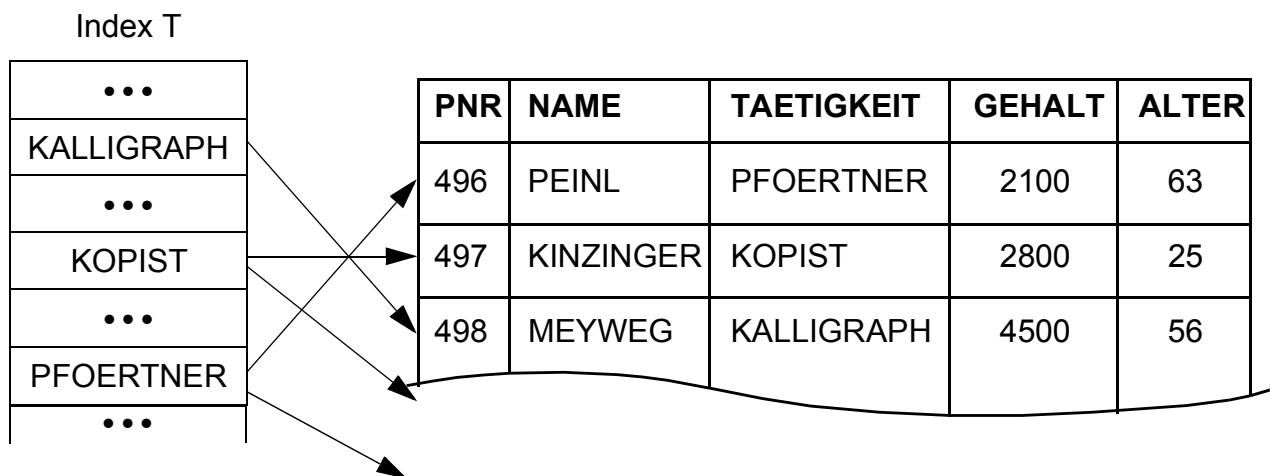 Index T
•••
KALLIGRAPH
•••
KOPIST
•••
PFOERTNER
•••
PNR NAME TAETIGKEIT GEHALT ALTER
496 PEINL PFOERTNER 2100 63
497 KINZINGER KOPIST 2800 25
498 MEYWEG KALLIGRAPH 4500 56